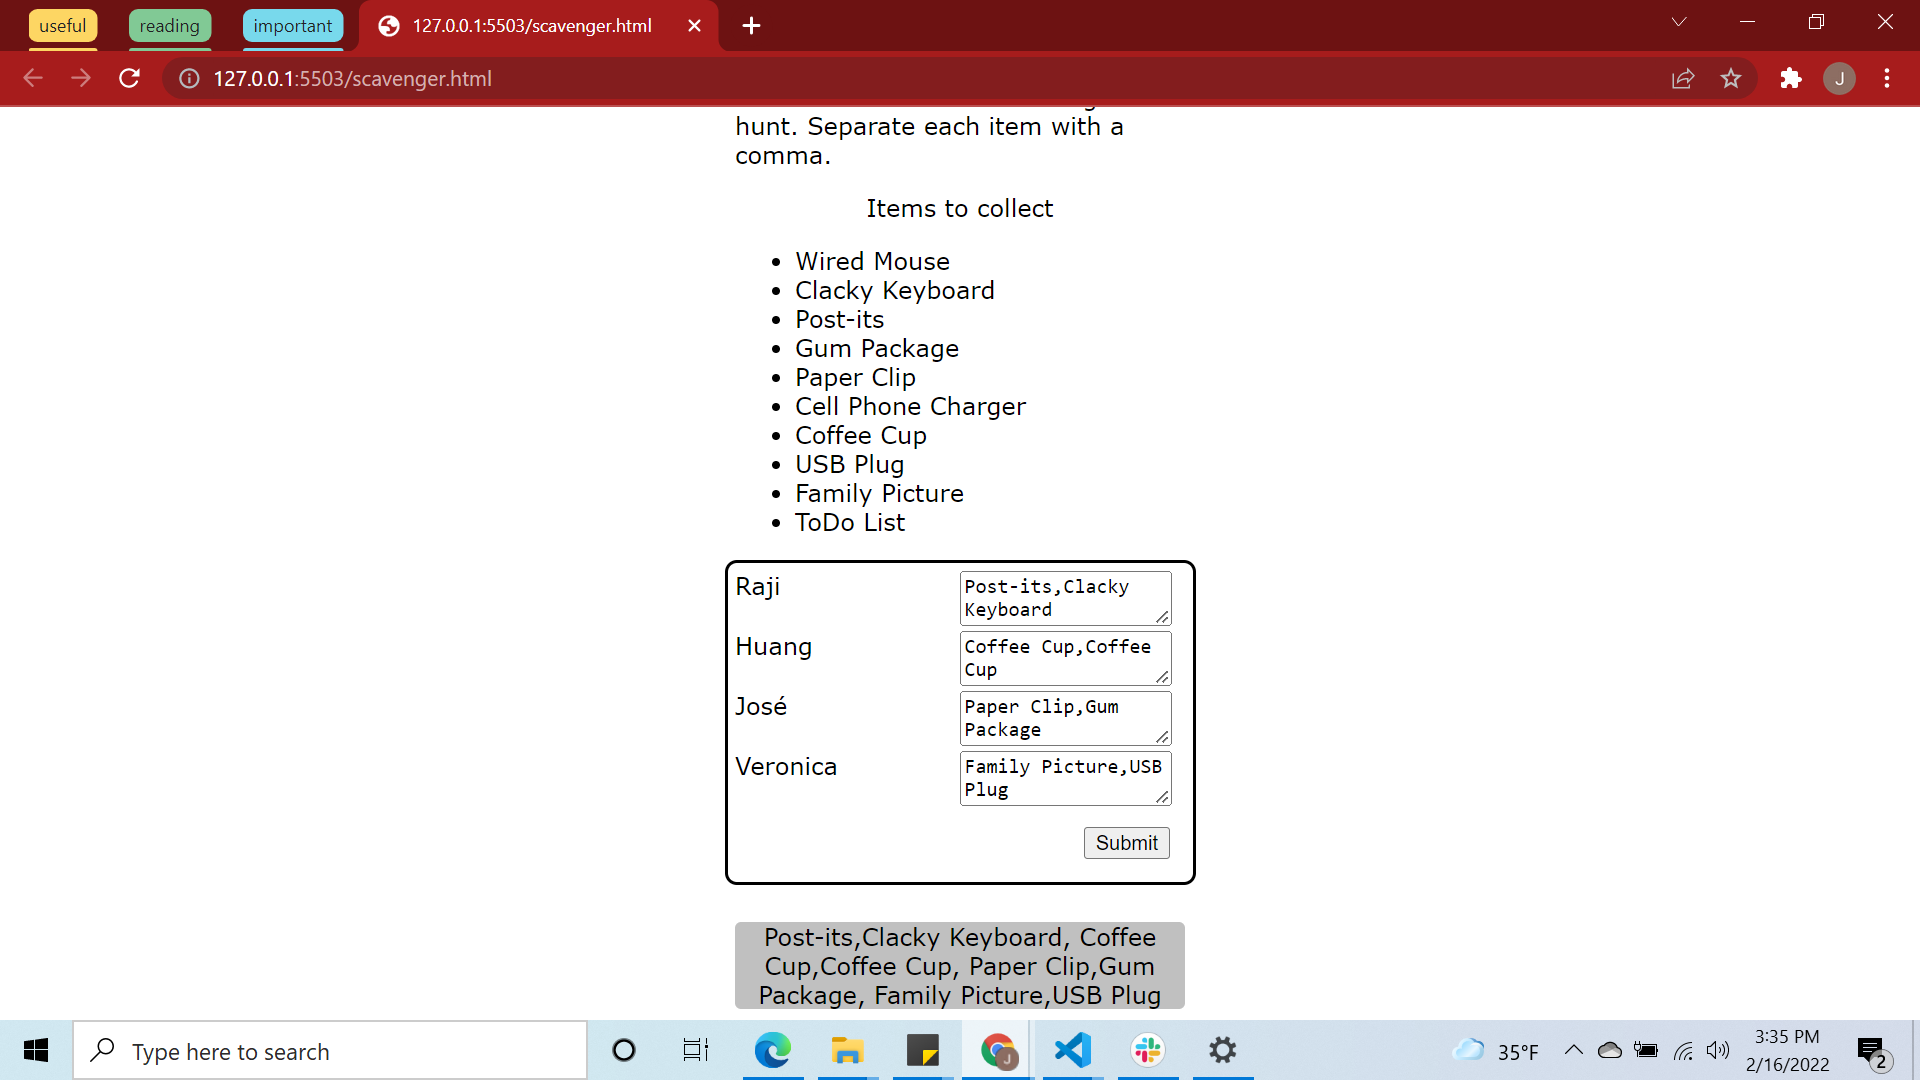 useful
reading
important
127.0.0.1:5503/scavenger.html
127.0.0.1:5503/scavenger.html
J
hunt. Separate each item with a
comma.
Items to collect
Wired Mouse
Clacky Keyboard
Post-its
Gum Package
Paper Clip
Cell Phone Charger
Coffee Cup
USB Plug
Family Picture
ToDo List
Raji
Post-its,Clacky
Keyboard
Huang
Coffee Cup,Coffee
Cup
José
Paper Clip,Gum
Package
Veronica
Family Picture,USB
Plug
Submit
Post-its,Clacky Keyboard, Coffee
Cup,Coffee Cup, Paper Clip,Gum
Package, Family Picture,USB Plug
Type here to search
J
35°F
3:35 PM
2/16/2022
2